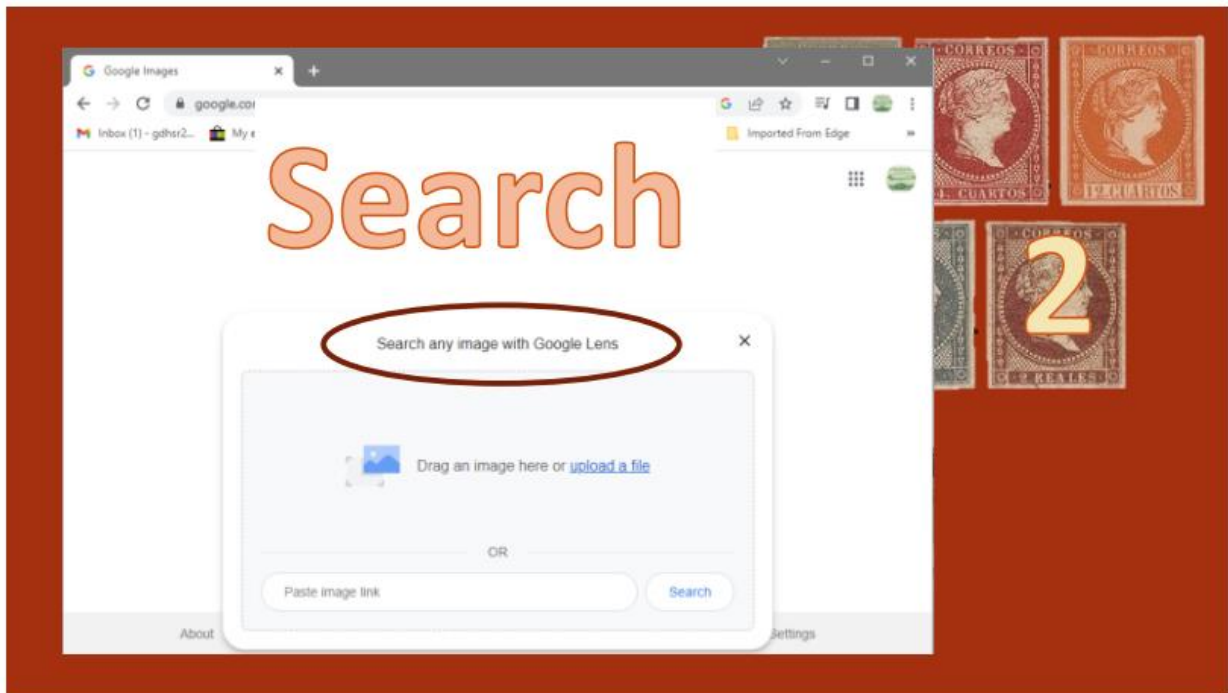 Google Images
google.co
Inbox (1) - gdhsr2...
My e
Imported From Edge
Search
Search any image with Google Lens
Drag an image here or upload a file
OR
Paste image link
Search
About
Settings
CORREOS
CORREOS
4. CUARTOS
12 CUARTOS
CORREOS
2
2 REALES